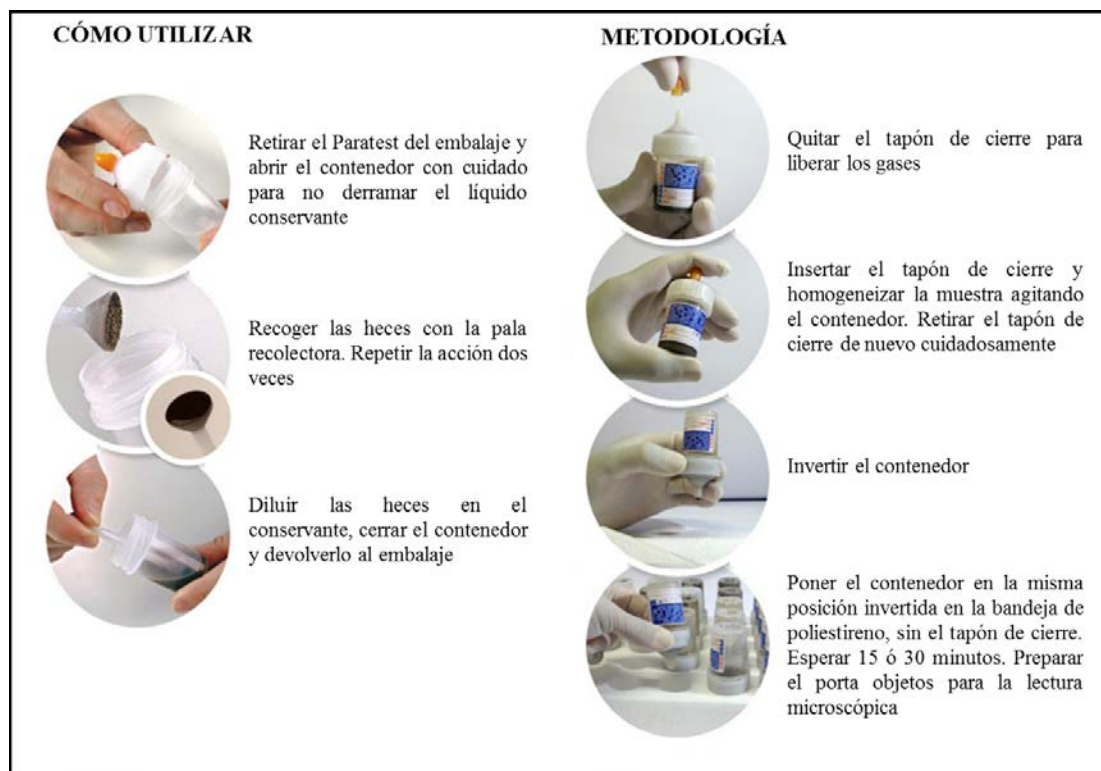 CÓMO UTILIZAR
Retirar el Paratest del embalaje y
abrir el contenedor con cuidado
para no derramar el líquido
conservante
Recoger las heces con la pala
recolectora. Repetir la acción dos
veces
Diluir las heces en el
conservante, cerrar el contenedor
y devolverlo al embalaje
METODOLOGÍA
Quitar el tapón de cierre para
liberar los gases
Insertar el tapón de cierre y
homogeneizar la muestra agitando
el contenedor. Retirar el tapón de
cierre de nuevo cuidadosamente
Invertir el contenedor
Poner el contenedor en la misma
posición invertida en la bandeja de
poliestireno, sin el tapón de cierre.
Esperar 15 ó 30 minutos. Preparar
el porta objetos para la lectura
microscópica